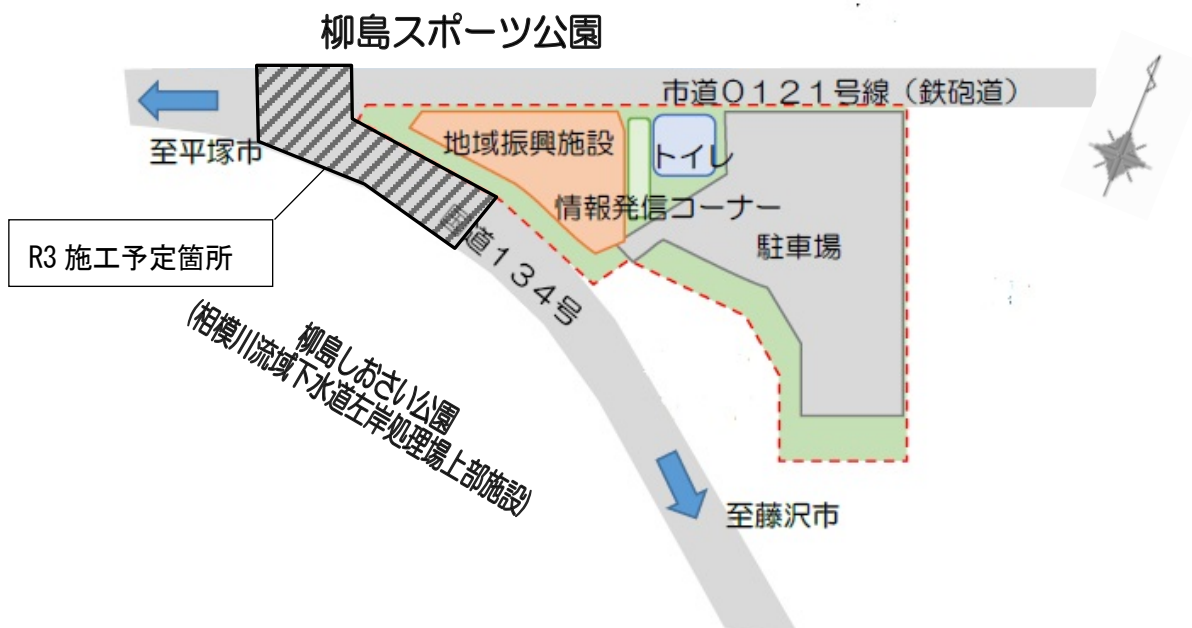 柳島スポーツ公園
市道0121号線（鉄砲道）
至平塚市
地域振興施設
トイレ
情報発信コーナー
駐車場
R3 施工予定箇所
国道134号
柳島しおさい公園
(相模川流域下水道左岸処理場上部施設)
至藤沢市